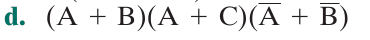 d. (A + B)(A + C)(A̅ + B̅)